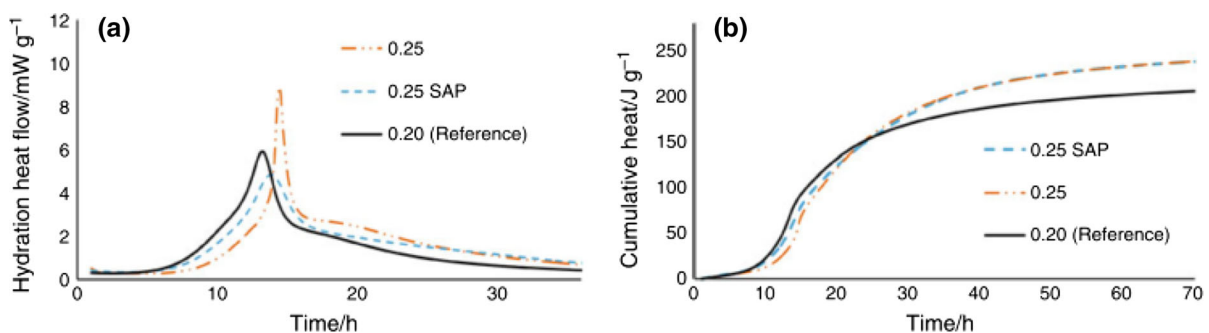 (a)
Hydration heat flow/mW g⁻¹
12
10
8
6
4
2
0
0
10
20
30
Time/h
0.25
0.25 SAP
0.20 (Reference)
(b)
Cumulative heat/J g⁻¹
250
200
150
100
50
0
0
10
20
30
40
50
60
70
Time/h
0.25 SAP
0.25
0.20 (Reference)